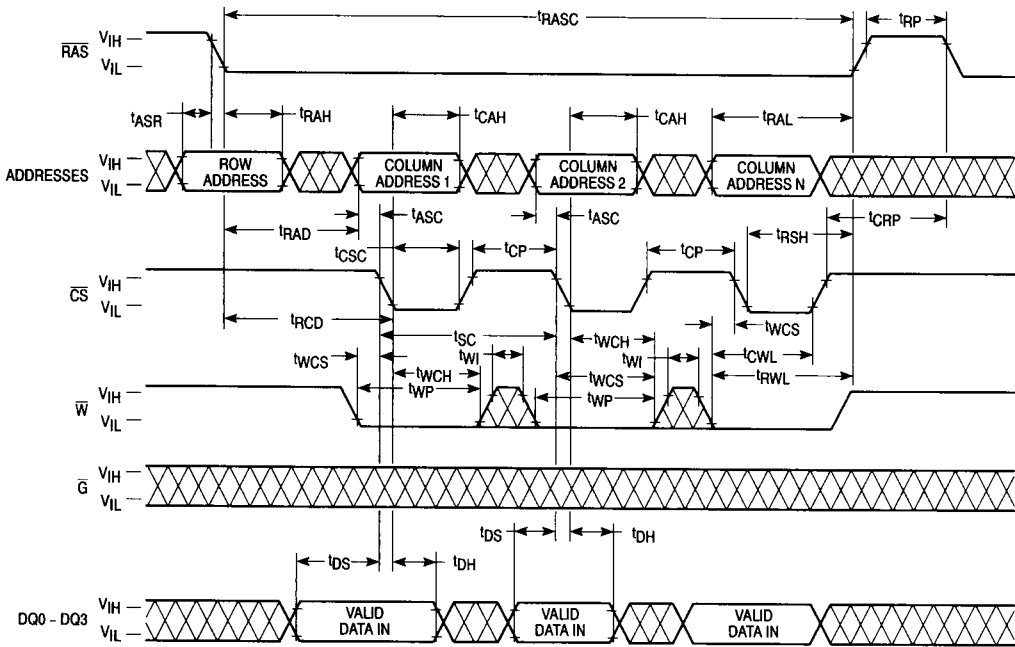 tRASC
tRP
RAS
VIH
VIL
tASR
tRAH
tCAH
tCAH
tRAL
ADDRESSES
VIH
VIL
ROW
ADDRESS
COLUMN
ADDRESS 1
COLUMN
ADDRESS 2
COLUMN
ADDRESS N
tASC
tASC
tCRP
tRAD
tRSH
tCSC
tCP
tCP
CS
VIH
VIL
tRCD
tSC
tWCS
tWCH
tWCS
tWI
tWI
tCWL
tWCH
tWCS
tRWL
tWP
tWP
W
VIH
VIL
G
VIH
VIL
tDS
tDH
tDS
tDH
DQ0 – DQ3
VIH
VIL
VALID
DATA IN
VALID
DATA IN
VALID
DATA IN